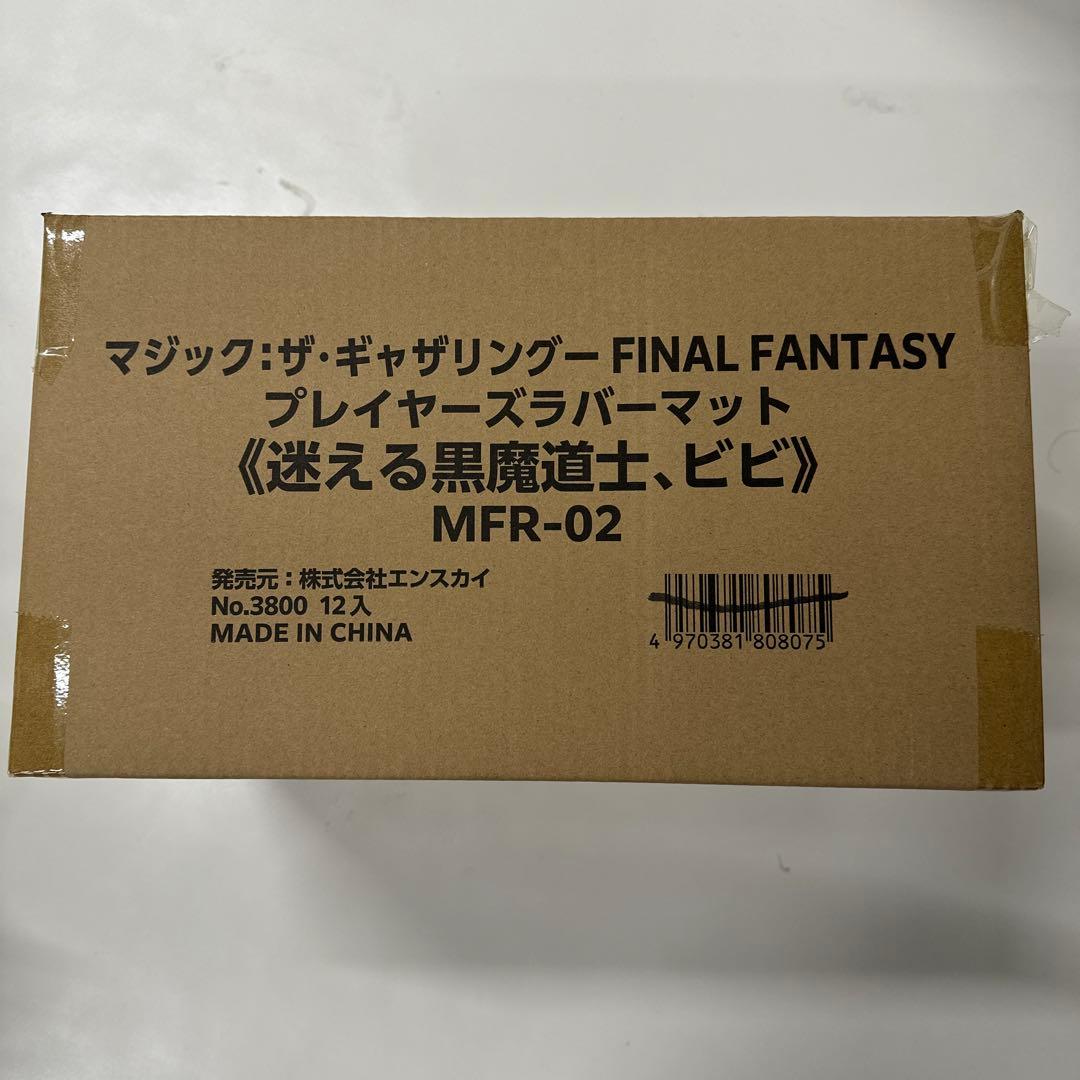 マジック：ザ・ギャザリングー FINAL FANTASY
プレイヤーズラバーマット
《迷える黒魔道士、ビビ》
MFR-02
発売元：株式会社エンスカイ
No.3800 12入
MADE IN CHINA
4 970381 808075